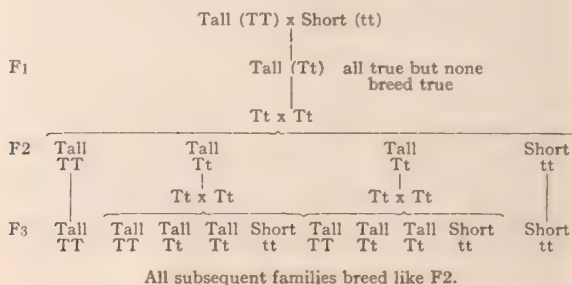 Tall (TT) x Short (tt)
F1 Tall (Tt) all true but none
breed true
Tt x Tt
F2 Tall Tall Tall Short
TT Tt Tt tt
Tt x Tt Tt x Tt
F3 Tall Tall Tall Tall Short Tall Tall Tall Short Short
TT TT Tt Tt tt TT Tt Tt tt tt
All subsequent families breed like F2.